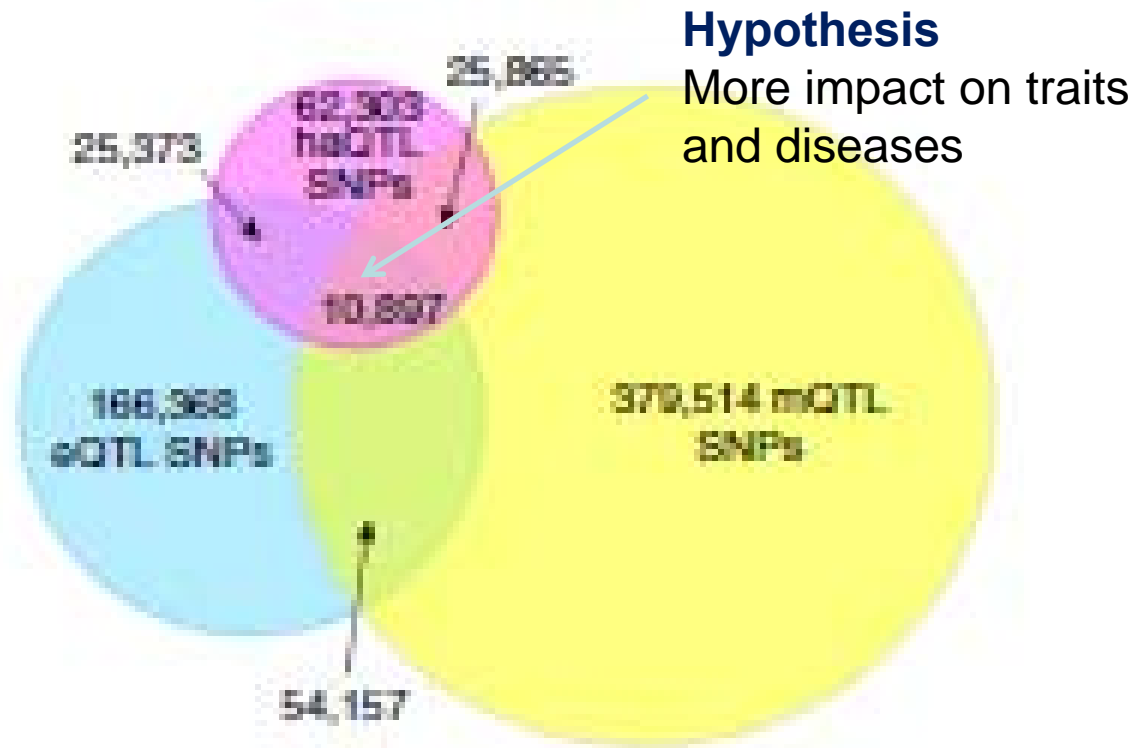 Hypothesis
More impact on traits
and diseases
25,865
62,303
haQTL
SNPs
25,373
10,897
166,368
eQTL SNPs
379,514 mQTL
SNPs
54,157